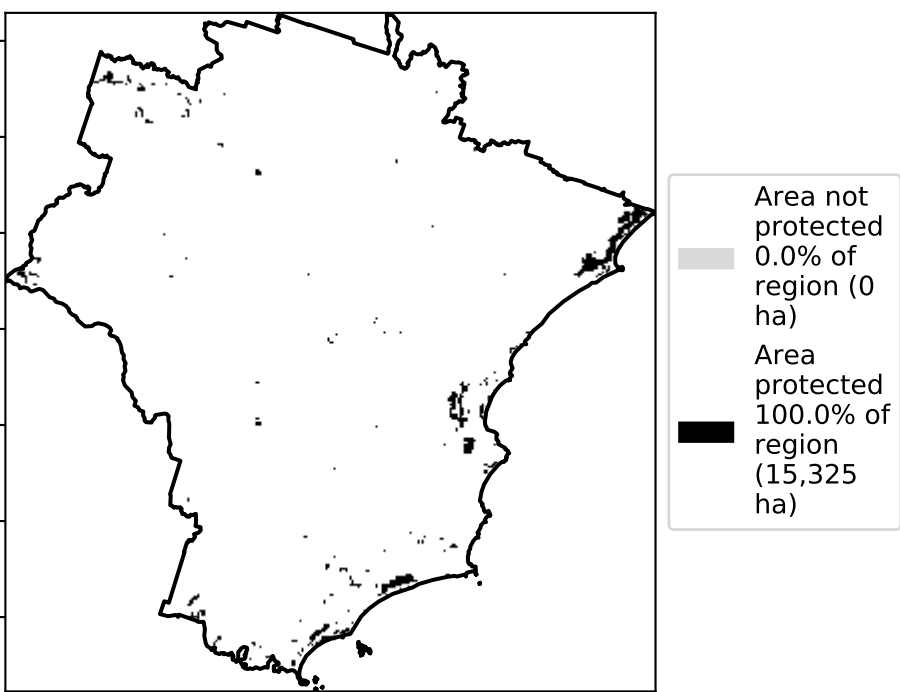 Area not
protected
0.0% of
region (0
ha)
Area
protected
100.0% of
region
(15,325
ha)